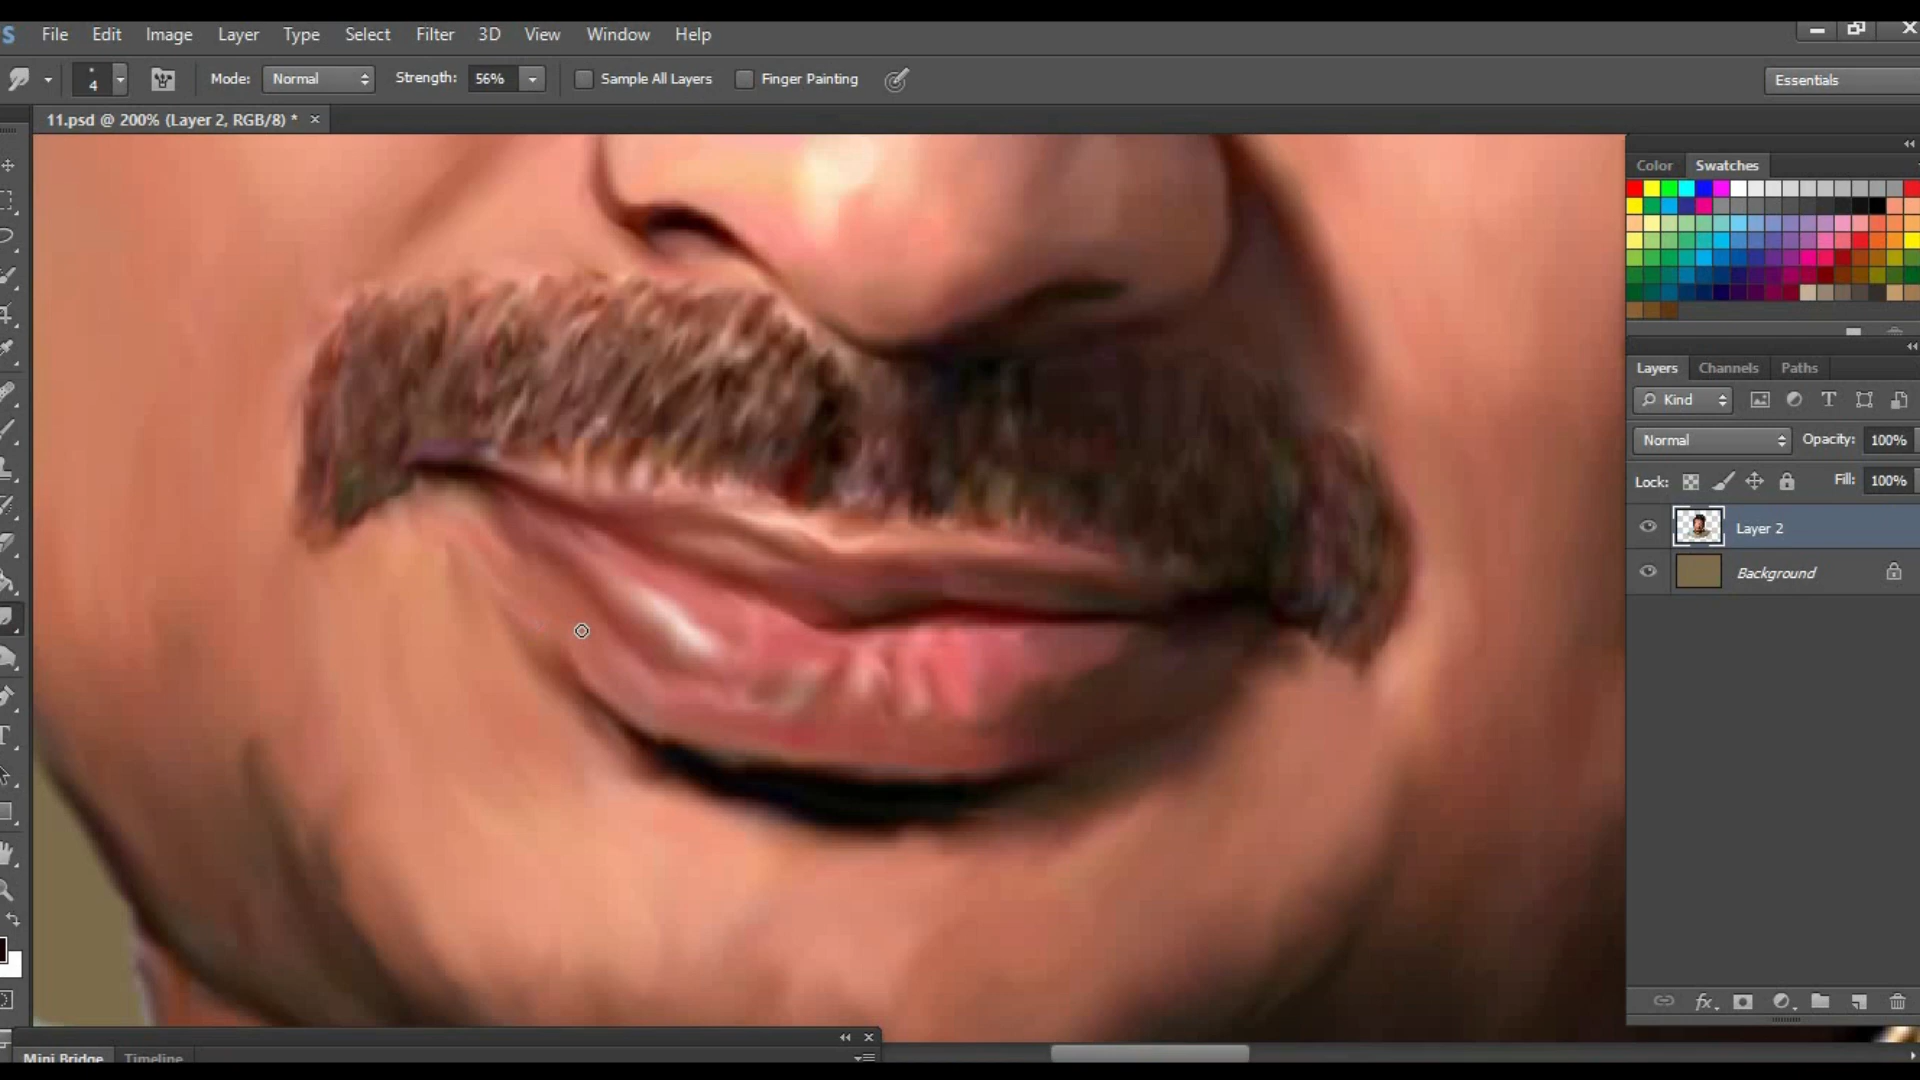 File Edit Image Layer Type Select Filter 3D View Window Help
4 Mode: Normal Strength: 56% Sample All Layers Finger Painting Essentials
11.psd @ 200% (Layer 2, RGB/8) * ×
Color Swatches
Layers Channels Paths
Kind
Normal Opacity: 100%
Lock: Fill: 100%
Layer 2
Background
Mini Bridge Timeline